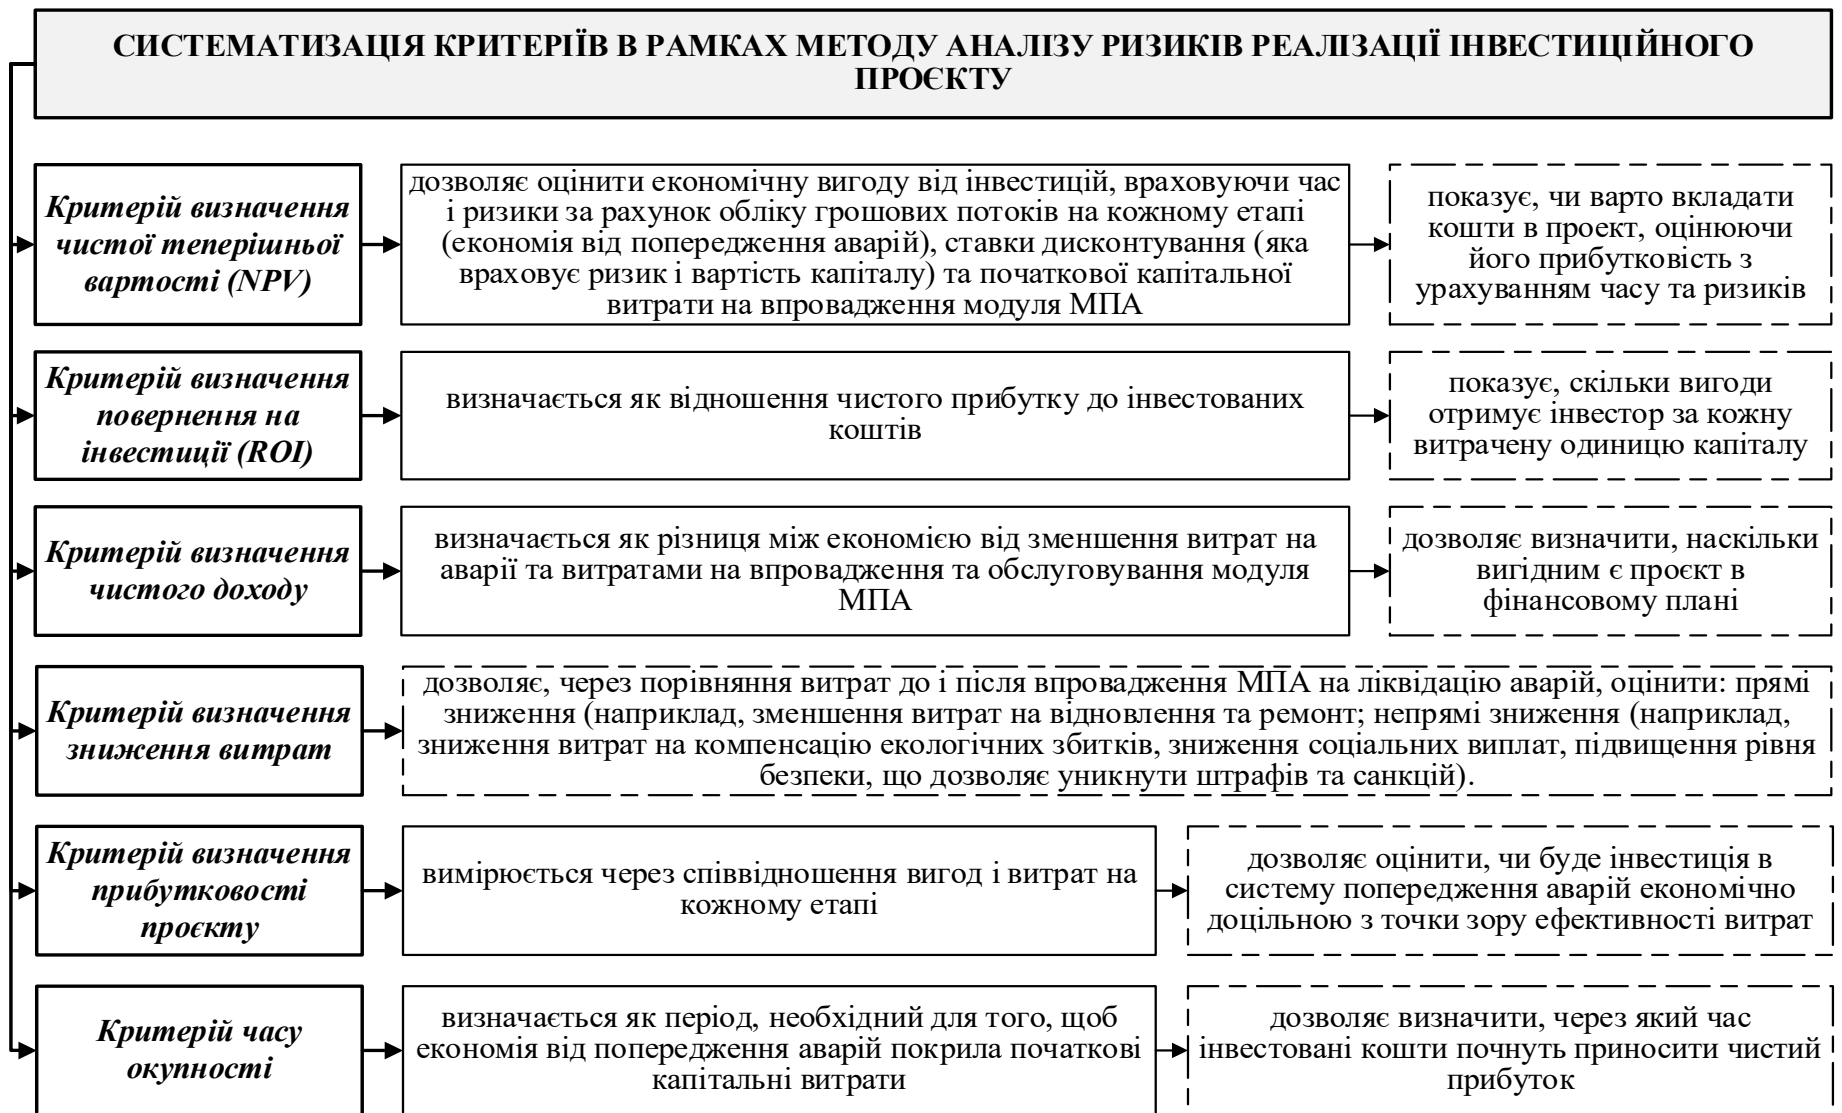 СИСТЕМАТИЗАЦІЯ КРИТЕРІЇВ В РАМКАХ МЕТОДУ АНАЛІЗУ РИЗИКІВ РЕАЛІЗАЦІЇ ІНВЕСТИЦІЙНОГО
ПРОЄКТУ
Критерій визначення
чистої теперішньої
вартості (NPV)
дозволяє оцінити економічну вигоду від інвестицій, враховуючи час
і ризики за рахунок обліку грошових потоків на кожному етапі
(економія від попередження аварій), ставки дисконтування (яка
враховує ризик і вартість капіталу) та початкової капітальної
витрати на впровадження модуля МПА
показує, чи варто вкладати
кошти в проект, оцінюючи
його прибутковість з
урахуванням часу та ризиків
Критерій визначення
повернення на
інвестиції (ROI)
визначається як відношення чистого прибутку до інвестованих
коштів
показує, скільки вигоди
отримує інвестор за кожну
витрачену одиницю капіталу
Критерій визначення
чистого доходу
визначається як різниця між економією від зменшення витрат на
аварії та витратами на впровадження та обслуговування модуля
МПА
дозволяє визначити, наскільки
вигідним є проєкт в
фінансовому плані
Критерій визначення
зниження витрат
дозволяє, через порівняння витрат до і після впровадження МПА на ліквідацію аварій, оцінити: прямі
зниження (наприклад, зменшення витрат на відновлення та ремонт; непрямі зниження (наприклад,
зниження витрат на компенсацію екологічних збитків, зниження соціальних виплат, підвищення рівня
безпеки, що дозволяє уникнути штрафів та санкцій).
Критерій визначення
прибутковості
проєкту
вимірюється через співвідношення вигод і витрат на
кожному етапі
дозволяє оцінити, чи буде інвестиція в
систему попередження аварій економічно
доцільною з точки зору ефективності витрат
Критерій часу
окупності
визначається як період, необхідний для того, щоб
економія від попередження аварій покрила початкові
капітальні витрати
дозволяє визначити, через який час
інвестовані кошти почнуть приносити чистий
прибуток